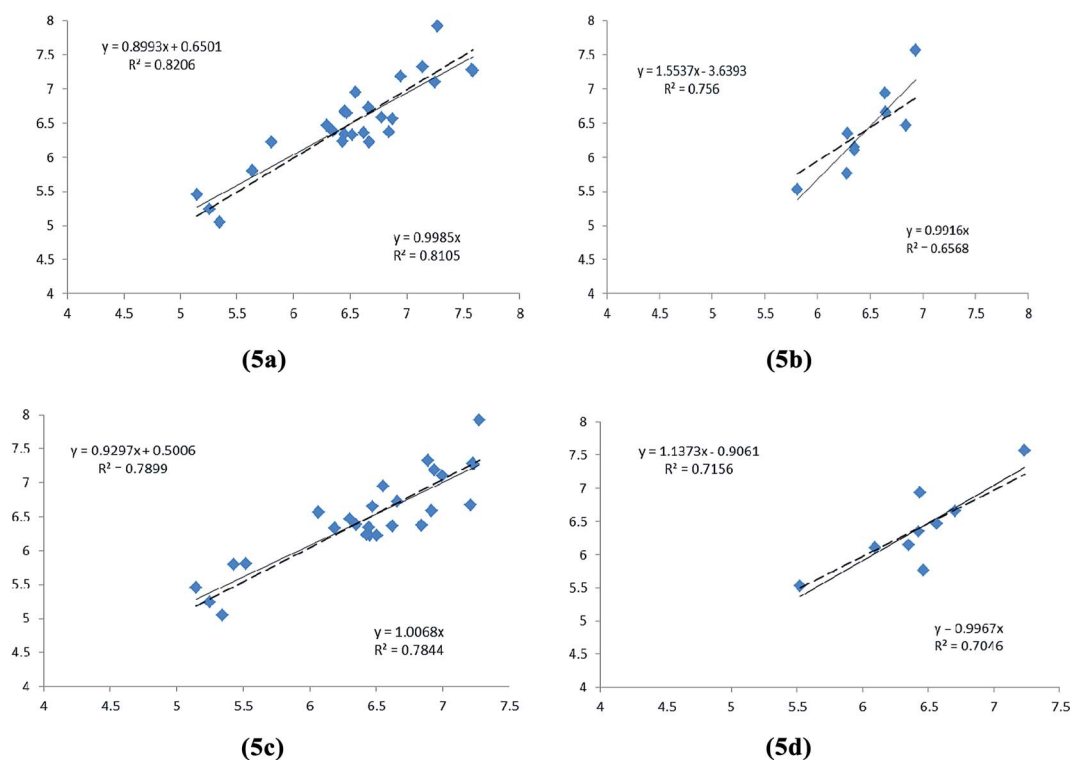 8
7.5
7
6.5
6
5.5
5
4.5
4
y = 0.8993x + 0.6501
R² = 0.8206
y = 0.9985x
R² = 0.8105
4 4.5 5 5.5 6 6.5 7 7.5 8
(5a)
8
7.5
7
6.5
6
5.5
5
4.5
4
y = 1.5537x - 3.6393
R² = 0.756
y = 0.9916x
R² = 0.6568
4 4.5 5 5.5 6 6.5 7 7.5 8
(5b)
8
7.5
7
6.5
6
5.5
5
4.5
4
y = 0.9297x + 0.5006
R² = 0.7899
y = 1.0068x
R² = 0.7844
4 4.5 5 5.5 6 6.5 7 7.5
(5c)
8
7.5
7
6.5
6
5.5
5
4.5
4
y = 1.1373x - 0.9061
R² = 0.7156
y = 0.9967x
R² = 0.7046
4 4.5 5 5.5 6 6.5 7 7.5
(5d)